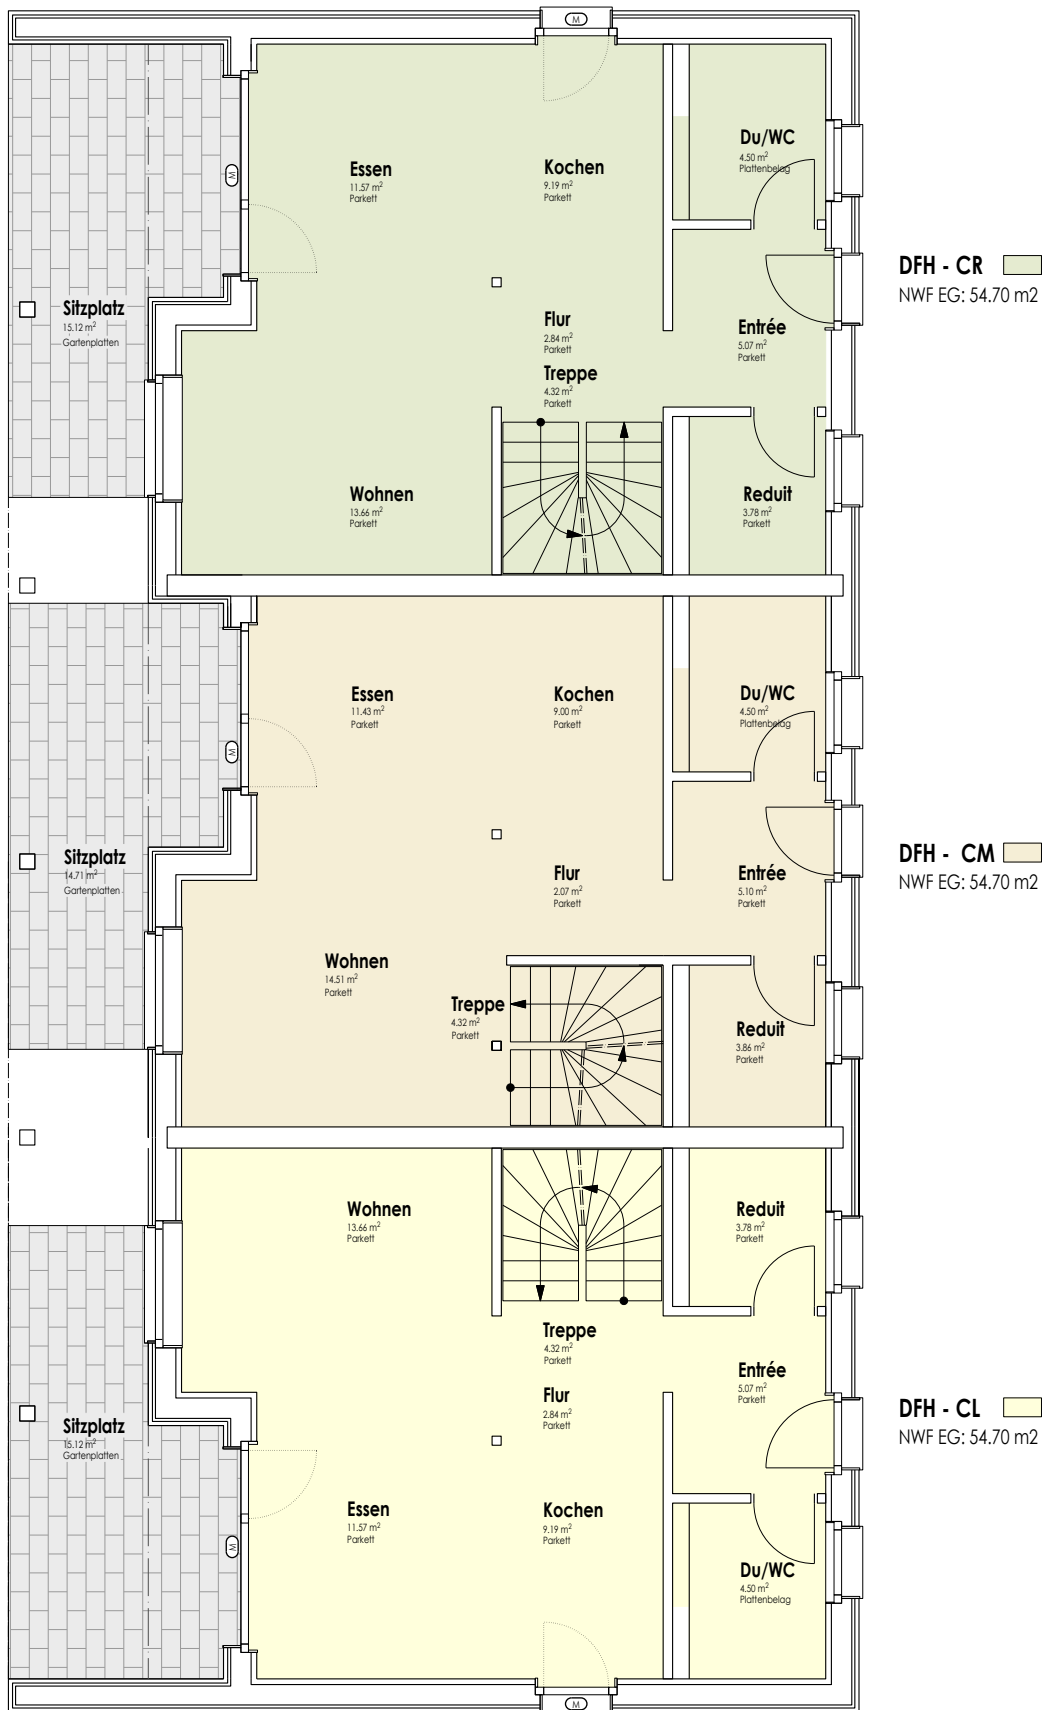 M
Essen
11.57 m²
Parkett
Kochen
9.19 m²
Parkett
Du/WC
4.50 m²
Plattenbelag
M
DFH - CR
NWF EG: 54.70 m2
Sitzplatz
15.12 m²
Gartenplatten
Flur
2.84 m²
Parkett
Entrée
5.07 m²
Parkett
Treppe
4.32 m²
Parkett
Wohnen
13.66 m²
Parkett
Reduit
3.78 m²
Parkett
Essen
11.43 m²
Parkett
Kochen
9.00 m²
Parkett
Du/WC
4.50 m²
Plattenbelag
M
Sitzplatz
14.71 m²
Gartenplatten
DFH - CM
NWF EG: 54.70 m2
Flur
2.07 m²
Parkett
Entrée
5.10 m²
Parkett
Wohnen
14.51 m²
Parkett
Treppe
4.32 m²
Parkett
Reduit
3.86 m²
Parkett
Wohnen
13.66 m²
Parkett
Reduit
3.78 m²
Parkett
Treppe
4.32 m²
Parkett
Entrée
5.07 m²
Parkett
Flur
2.84 m²
Parkett
DFH - CL
NWF EG: 54.70 m2
Sitzplatz
15.12 m²
Gartenplatten
Essen
11.57 m²
Parkett
Kochen
9.19 m²
Parkett
M
Du/WC
4.50 m²
Plattenbelag
M